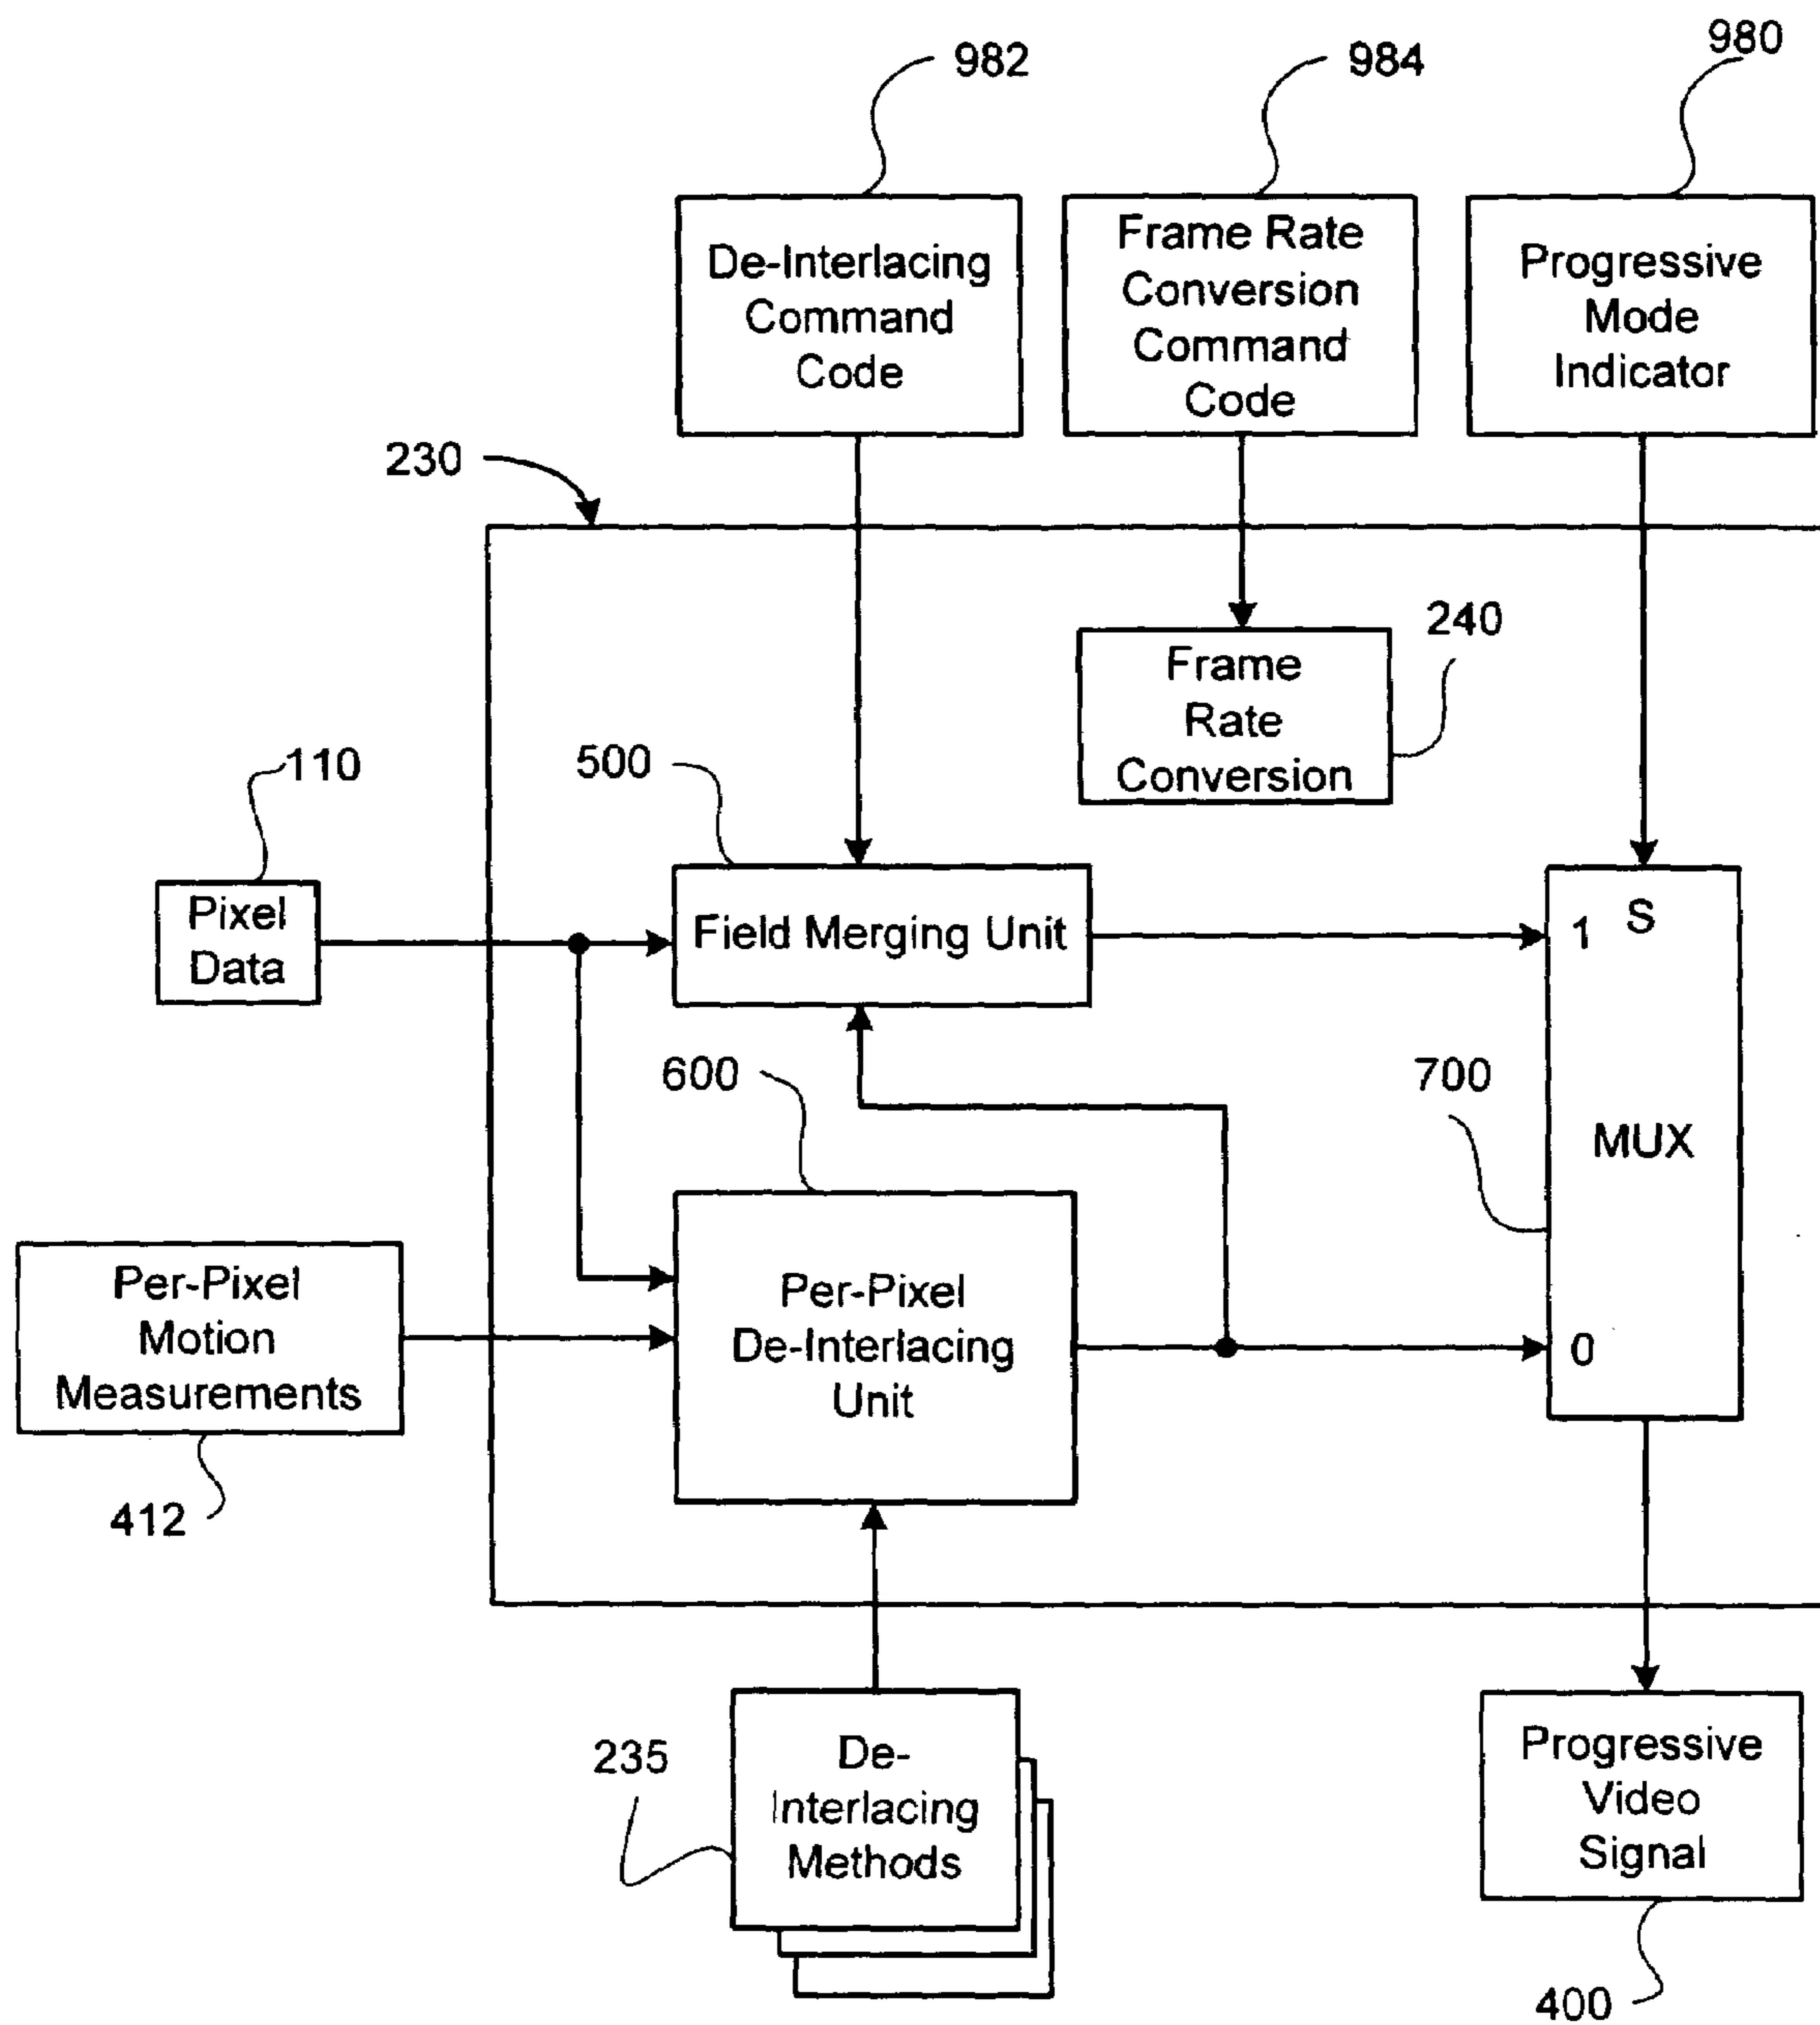 982
984
980
De-Interlacing
Command
Code
Frame Rate
Conversion
Command
Code
Progressive
Mode
Indicator
230
240
Frame
Rate
Conversion
110
500
Pixel
Data
Field Merging Unit
1
S
600
700
MUX
Per-Pixel
Motion
Measurements
Per-Pixel
De-Interlacing
Unit
0
412
235
De-
Interlacing
Methods
Progressive
Video
Signal
400